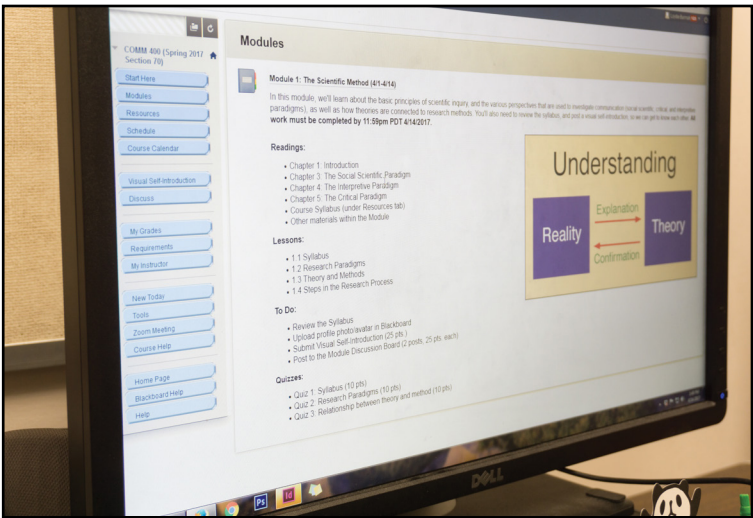 COMM 400 (Spring 2017
Section 70)
Start Here
Modules
Resources
Schedule
Course Calendar
Visual Self-Introduction
Discuss
My Grades
Requirements
My Instructor
New Today
Tools
Zoom Meeting
Course Help
Home Page
Blackboard Help
Help
Modules
Module 1: The Scientific Method (4/1-4/14)
In this module, we'll learn about the basic principles of scientific inquiry, and the various perspectives that are used to investigate communication (social scientific, critical, and interpretive
paradigms), as well as how theories are connected to research methods. You'll also need to review the syllabus, and post a visual self-introduction, so we can get to know each other. All
work must be completed by 11:59pm PDT 4/14/2017.
Readings:
• Chapter 1: Introduction
• Chapter 3: The Social Scientific Paradigm
• Chapter 4: The Interpretive Paradigm
• Chapter 5: The Critical Paradigm
• Course Syllabus (under Resources tab)
• Other materials within the Module
Lessons:
• 1.1 Syllabus
• 1.2 Research Paradigms
• 1.3 Theory and Methods
• 1.4 Steps in the Research Process
To Do:
• Review the Syllabus
• Upload profile photo/avatar in Blackboard
• Submit Visual Self-Introduction (25 pts.)
• Post to the Module Discussion Board (2 posts, 25 pts. each)
Quizzes:
• Quiz 1: Syllabus (10 pts)
• Quiz 2: Research Paradigms (10 pts)
• Quiz 3: Relationship between theory and method (10 pts)
Understanding
Reality
Explanation
Confirmation
Theory
Ps
Id
DELL